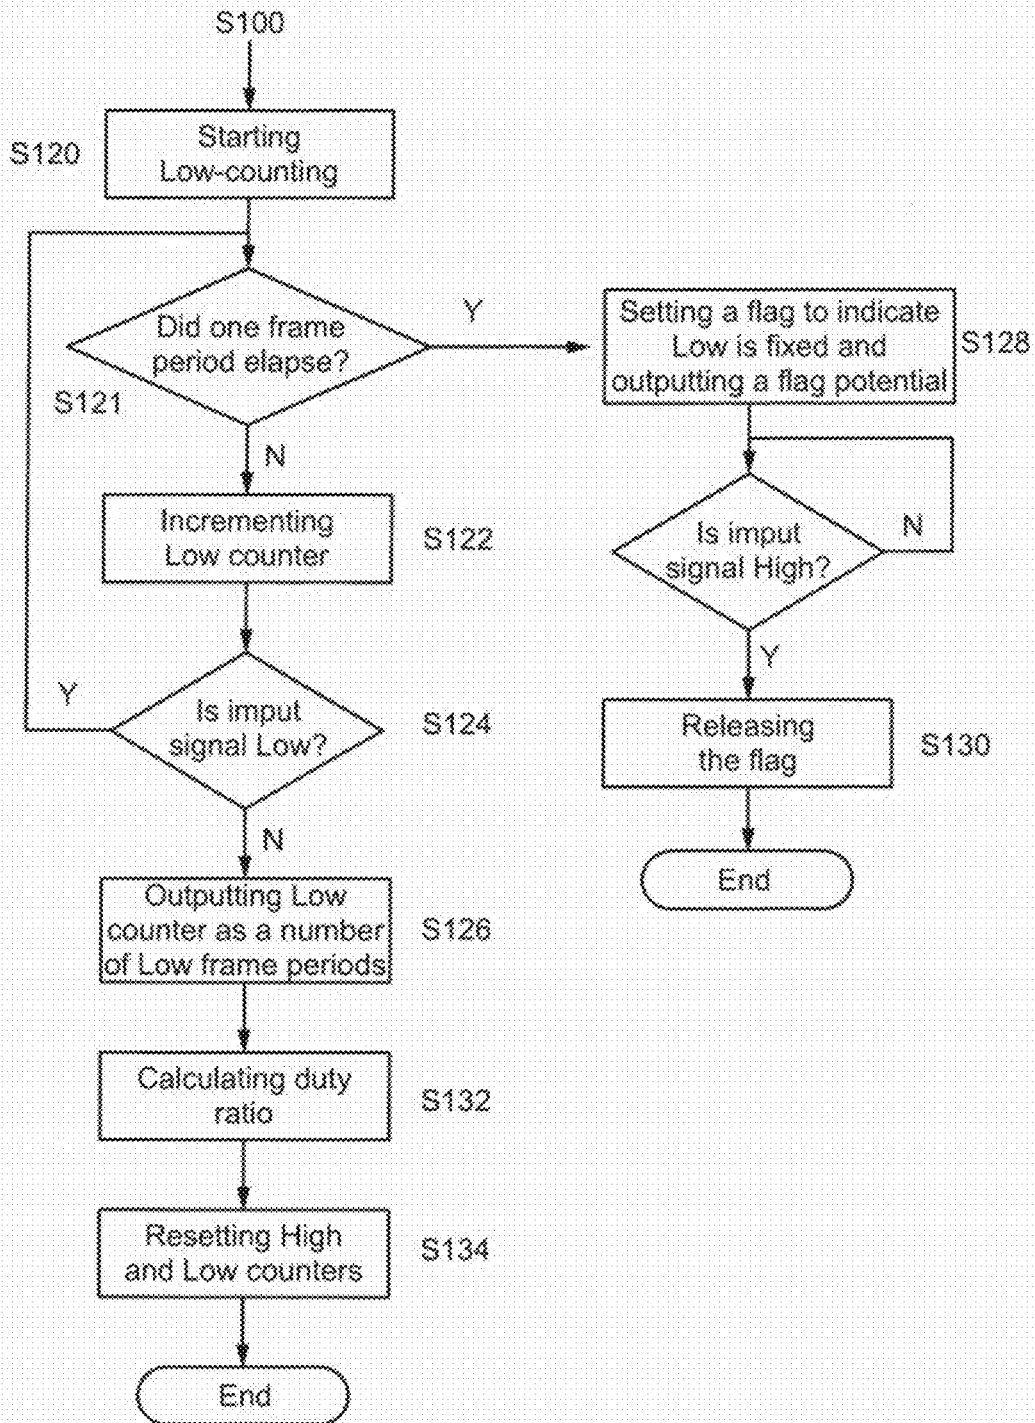 S100
S120
Starting
Low-counting
Did one frame
period elapse?
S121
Y
N
Setting a flag to indicate
Low is fixed and
outputting a flag potential
S128
Incrementing
Low counter
S122
Is imput
signal High?
N
Y
Is imput
signal Low?
S124
Y
N
Releasing
the flag
S130
End
Outputting Low
counter as a number
of Low frame periods
S126
Calculating duty
ratio
S132
Resetting High
and Low counters
S134
End